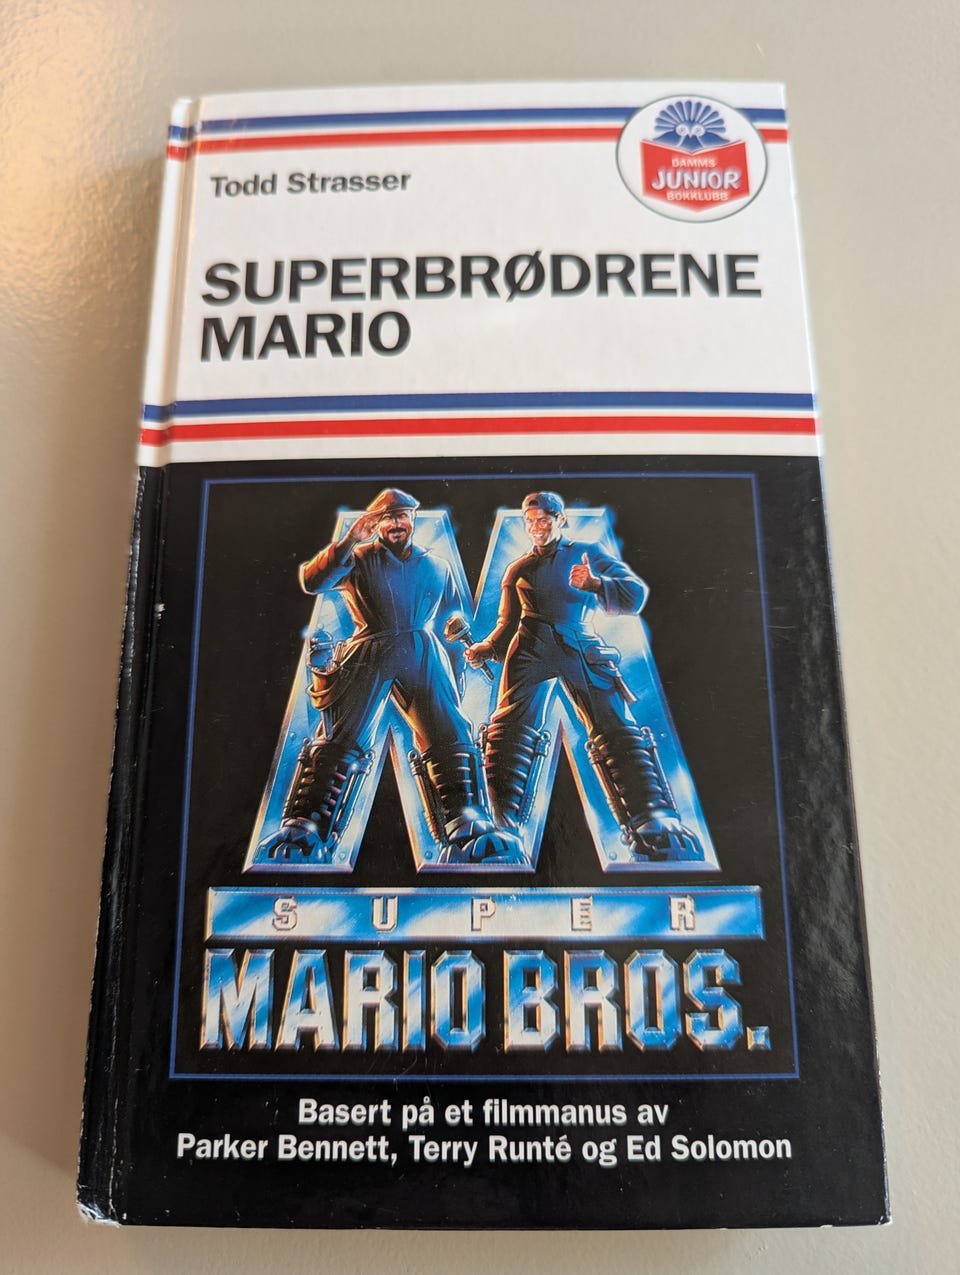 DAMMS
JUNIOR
BOKKLUBB
Todd Strasser
SUPERBRØDRENE
MARIO
SUPER
MARIO BROS.
Basert på et filmmanus av
Parker Bennett, Terry Runté og Ed Solomon